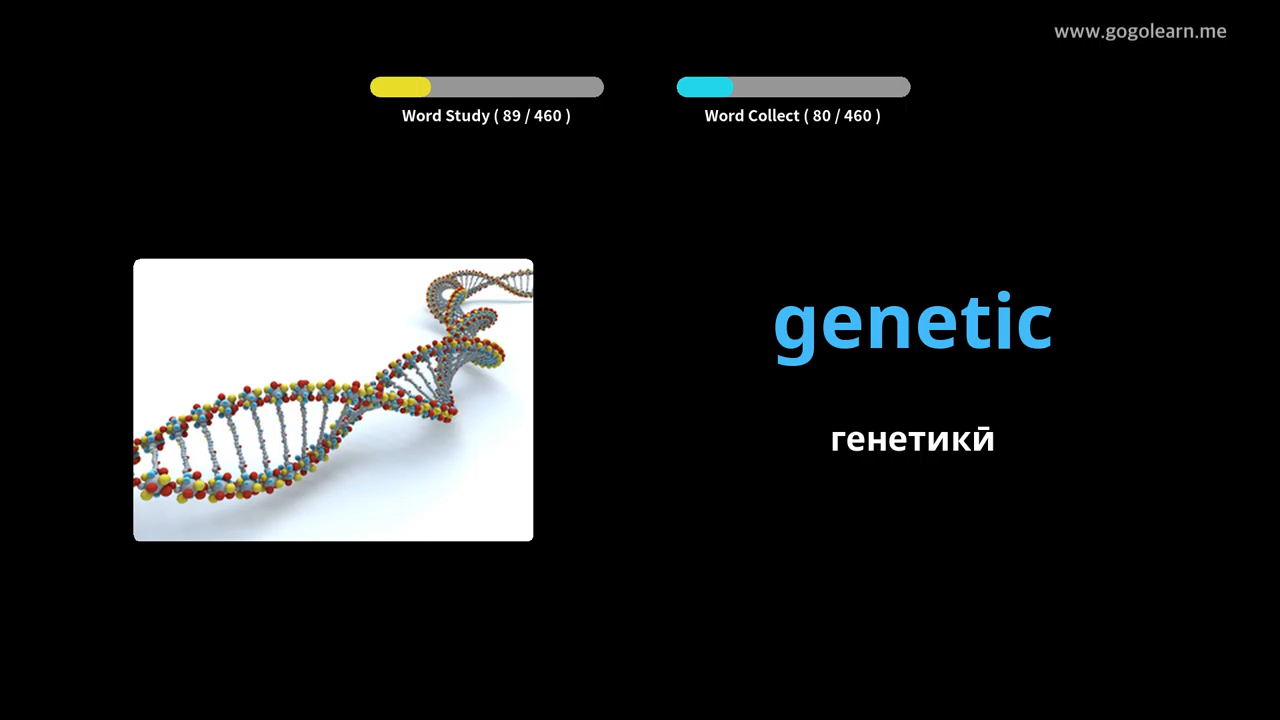 www.gogolearn.me
Word Study ( 89 / 460 )
Word Collect ( 80 / 460 )
genetic
генетикӣ